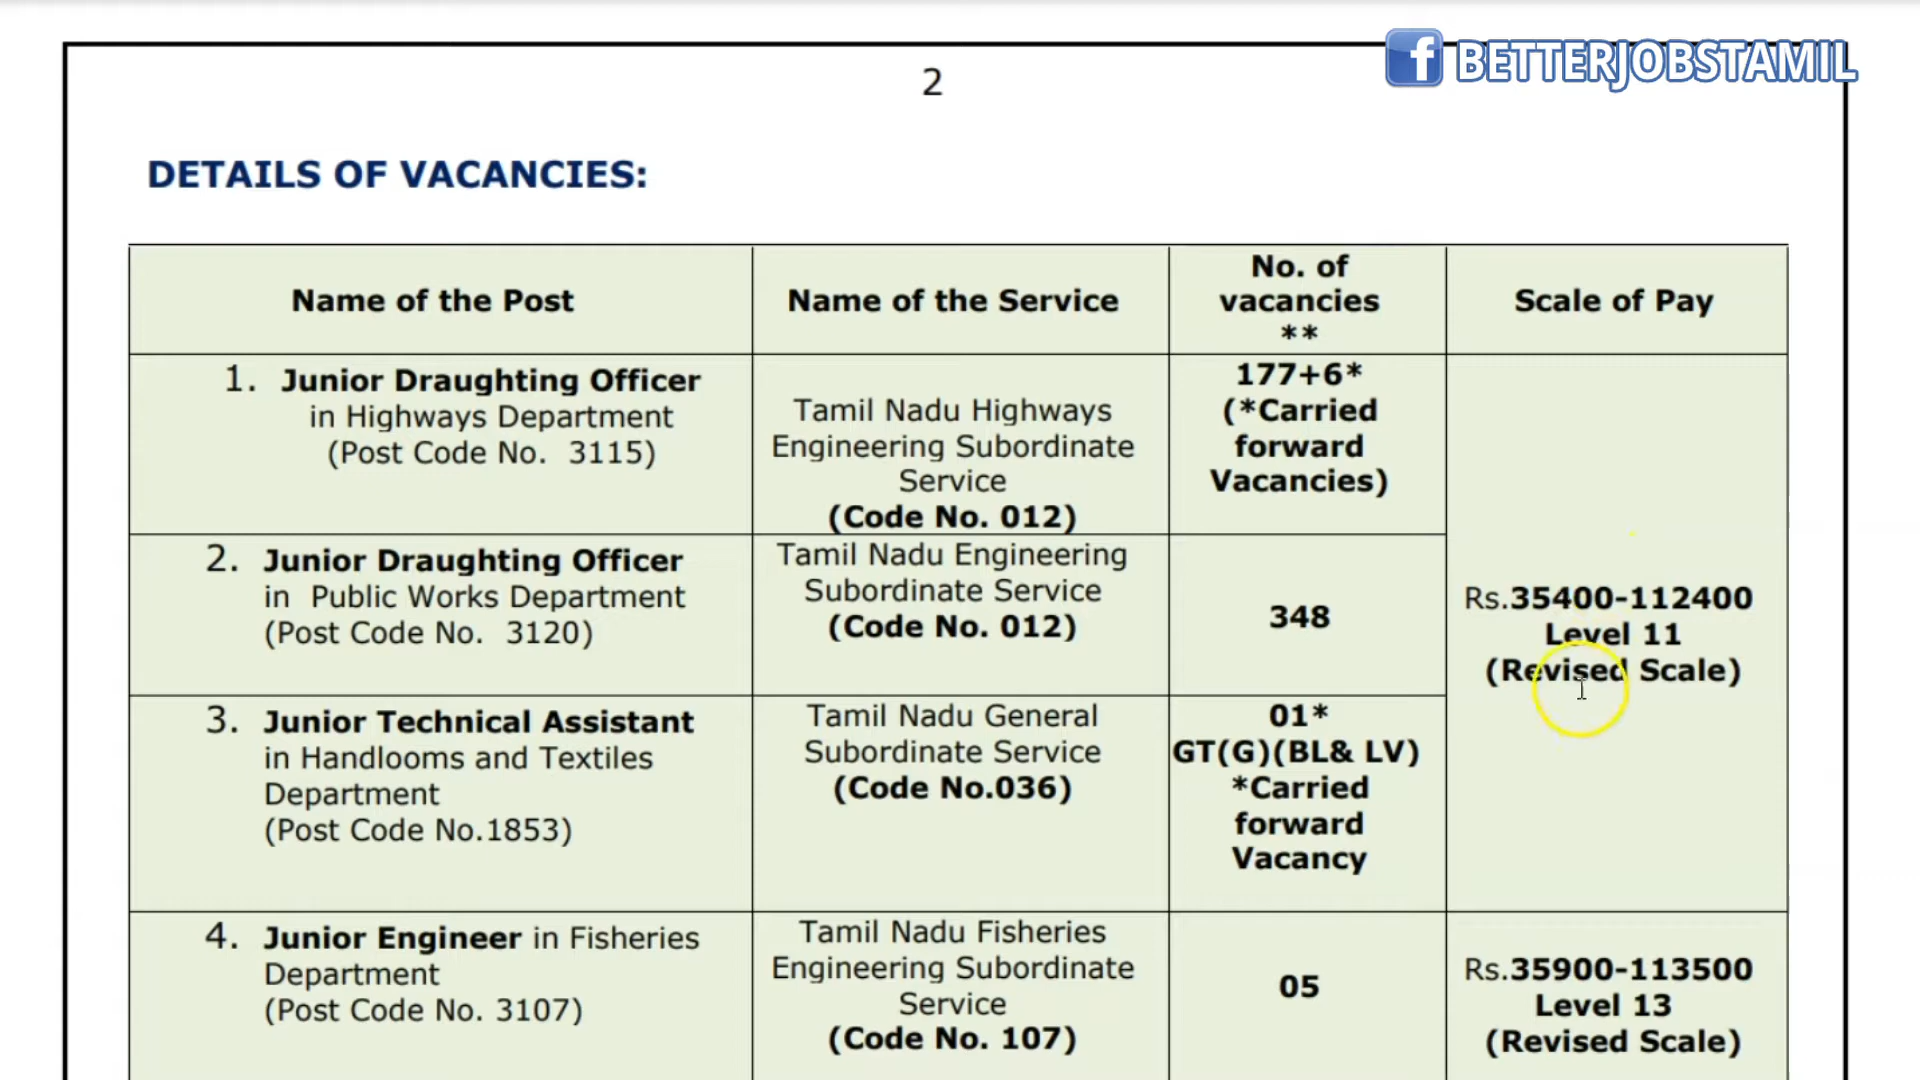 f BETTERJOBSTAMIL
2
DETAILS OF VACANCIES:
Name of the Post
Name of the Service
No. of
vacancies
**
Scale of Pay
1. Junior Draughting Officer
in Highways Department
(Post Code No. 3115)
Tamil Nadu Highways
Engineering Subordinate
Service
(Code No. 012)
177+6*
(*Carried
forward
Vacancies)
2. Junior Draughting Officer
in Public Works Department
(Post Code No. 3120)
Tamil Nadu Engineering
Subordinate Service
(Code No. 012)
348
Rs.35400-112400
Level 11
(Revised Scale)
3. Junior Technical Assistant
in Handlooms and Textiles
Department
(Post Code No.1853)
Tamil Nadu General
Subordinate Service
(Code No.036)
01*
GT(G)(BL& LV)
*Carried
forward
Vacancy
4. Junior Engineer in Fisheries
Department
(Post Code No. 3107)
Tamil Nadu Fisheries
Engineering Subordinate
Service
(Code No. 107)
05
Rs.35900-113500
Level 13
(Revised Scale)